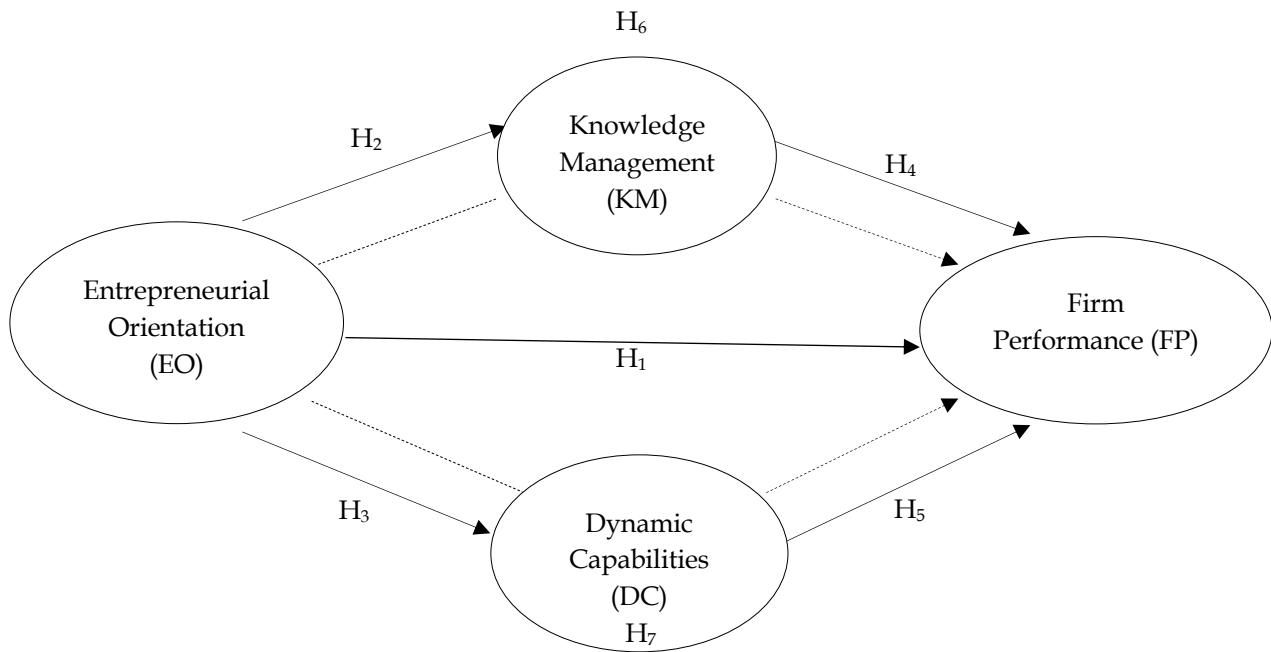 H₆
Knowledge
Management
(KM)
H₂
H₄
Entrepreneurial
Orientation
(EO)
Firm
Performance (FP)
H₁
H₃
H₅
Dynamic
Capabilities
(DC)
H₇